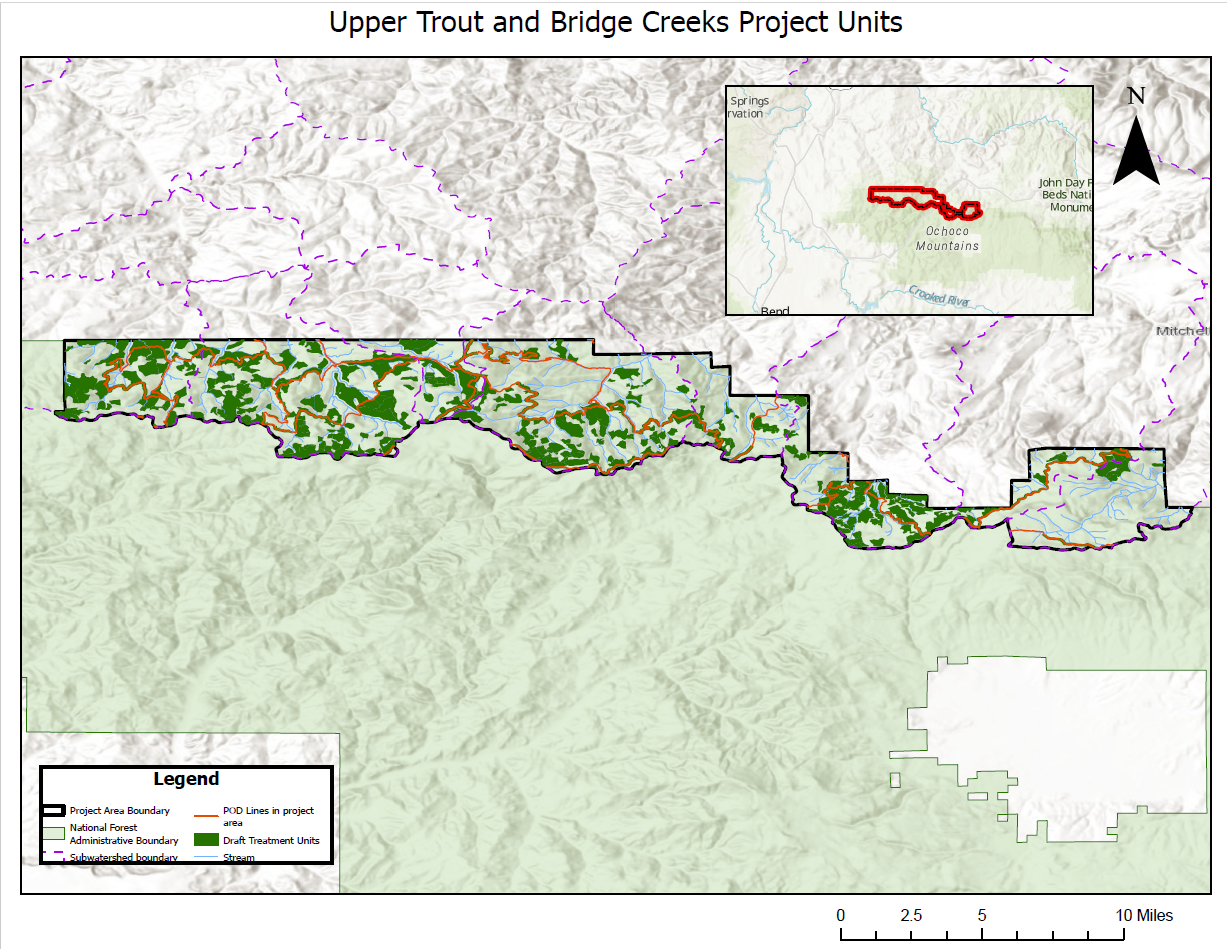 Upper Trout and Bridge Creeks Project Units
Springs
rvation
John Day F
Beds Nati
Monume
Ochoco
Mountains
Crooked River
Bend
N
Mitchel
Legend
Project Area Boundary
National Forest
Administrative Boundary
Subwatershed boundary
POD Lines in project
area
Draft Treatment Units
Stream
0 2.5 5 10 Miles